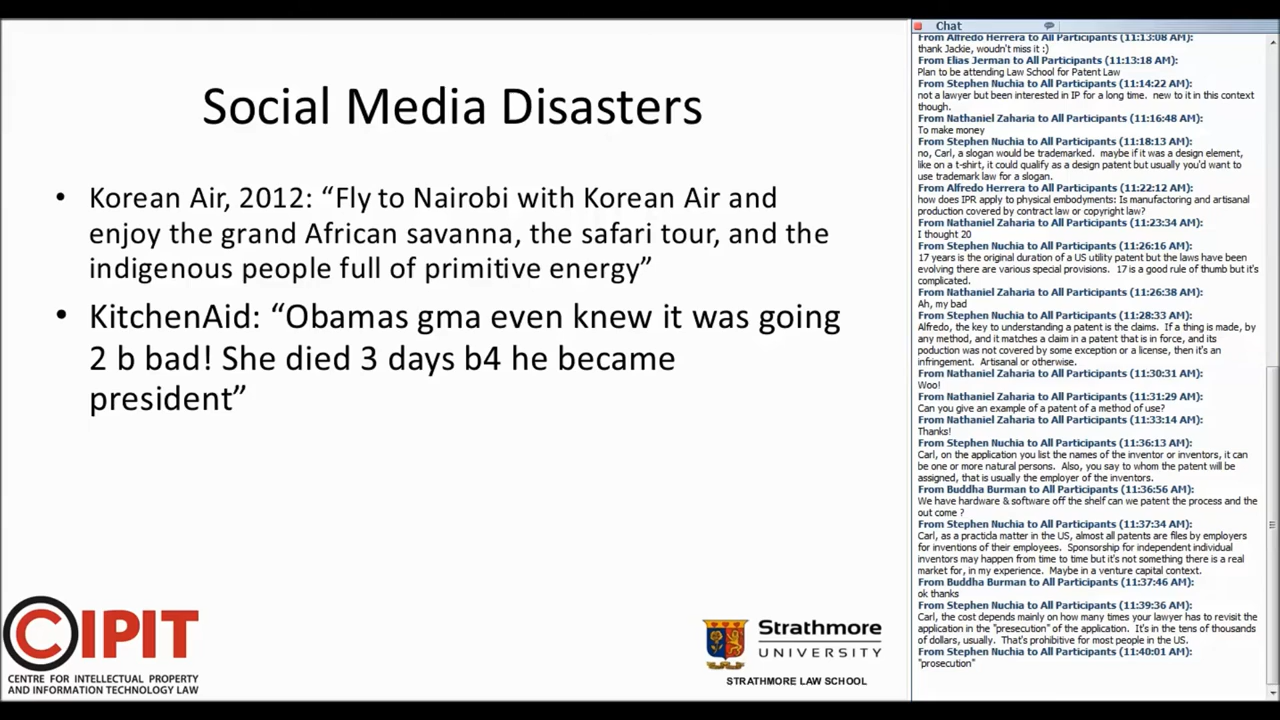 Social Media Disasters
• Korean Air, 2012: “Fly to Nairobi with Korean Air and
enjoy the grand African savanna, the safari tour, and the
indigenous people full of primitive energy”
• KitchenAid: “Obamas gma even knew it was going
2 b bad! She died 3 days b4 he became
president”
CIPIT
CENTRE FOR INTELLECTUAL PROPERTY
AND INFORMATION TECHNOLOGY LAW
Strathmore
UNIVERSITY
STRATHMORE LAW SCHOOL
Chat
From Alfredo Herrera to All Participants (11:13:08 AM):
thank Jackie, woudn't miss it :)
From Elias Jerman to All Participants (11:13:18 AM):
Plan to be attending Law School for Patent Law
From Stephen Nuchia to All Participants (11:14:22 AM):
not a lawyer but been interested in IP for a long time. new to it in this context
though.
From Nathaniel Zaharia to All Participants (11:16:48 AM):
To make money
From Stephen Nuchia to All Participants (11:18:13 AM):
no, Carl, a slogan would be trademarked. maybe if it was a design element,
like on a t-shirt, it could qualify as a design patent but usually you'd want to
use trademark law for a slogan.
From Alfredo Herrera to All Participants (11:22:12 AM):
how does IPR apply to physical embodyments: Is manufactoring and artisanal
production covered by contract law or copyright law?
From Nathaniel Zaharia to All Participants (11:23:34 AM):
I thought 20
From Stephen Nuchia to All Participants (11:26:16 AM):
17 years is the original duration of a US utility patent but the laws have been
evolving there are various special provisions. 17 is a good rule of thumb but it's
complicated.
From Nathaniel Zaharia to All Participants (11:26:38 AM):
Ah, my bad
From Stephen Nuchia to All Participants (11:28:33 AM):
Alfredo, the key to understanding a patent is the claims. If a thing is made, by
any method, and it matches a claim in a patent that is in force, and its
poduction was not covered by some exception or a license, then it's an
infringement. Artisanal or otherwise.
From Nathaniel Zaharia to All Participants (11:30:31 AM):
Woo!
From Nathaniel Zaharia to All Participants (11:31:29 AM):
Can you give an example of a patent of a method of use?
From Nathaniel Zaharia to All Participants (11:33:14 AM):
Thanks!
From Stephen Nuchia to All Participants (11:36:13 AM):
Carl, on the application you list the names of the inventor or inventors, it can
be one or more natural persons. Also, you say to whom the patent will be
assigned, that is usually the employer of the inventors.
From Buddha Burman to All Participants (11:36:56 AM):
We have hardware & software off the shelf can we patent the process and the
out come ?
From Stephen Nuchia to All Participants (11:37:34 AM):
Carl, as a practicla matter in the US, almost all patents are files by employers
for inventions of their employees. Sponsorship for independent individual
inventors may happen from time to time but it's not something there is a real
market for, in my experience. Maybe in a venture capital context.
From Buddha Burman to All Participants (11:37:46 AM):
ok thanks
From Stephen Nuchia to All Participants (11:39:36 AM):
Carl, the cost depends mainly on how many times your lawyer has to revisit the
application in the "presecution" of the application. It's in the tens of thousands
of dollars, usually. That's prohibitive for most people in the US.
From Stephen Nuchia to All Participants (11:40:01 AM):
"prosecution"